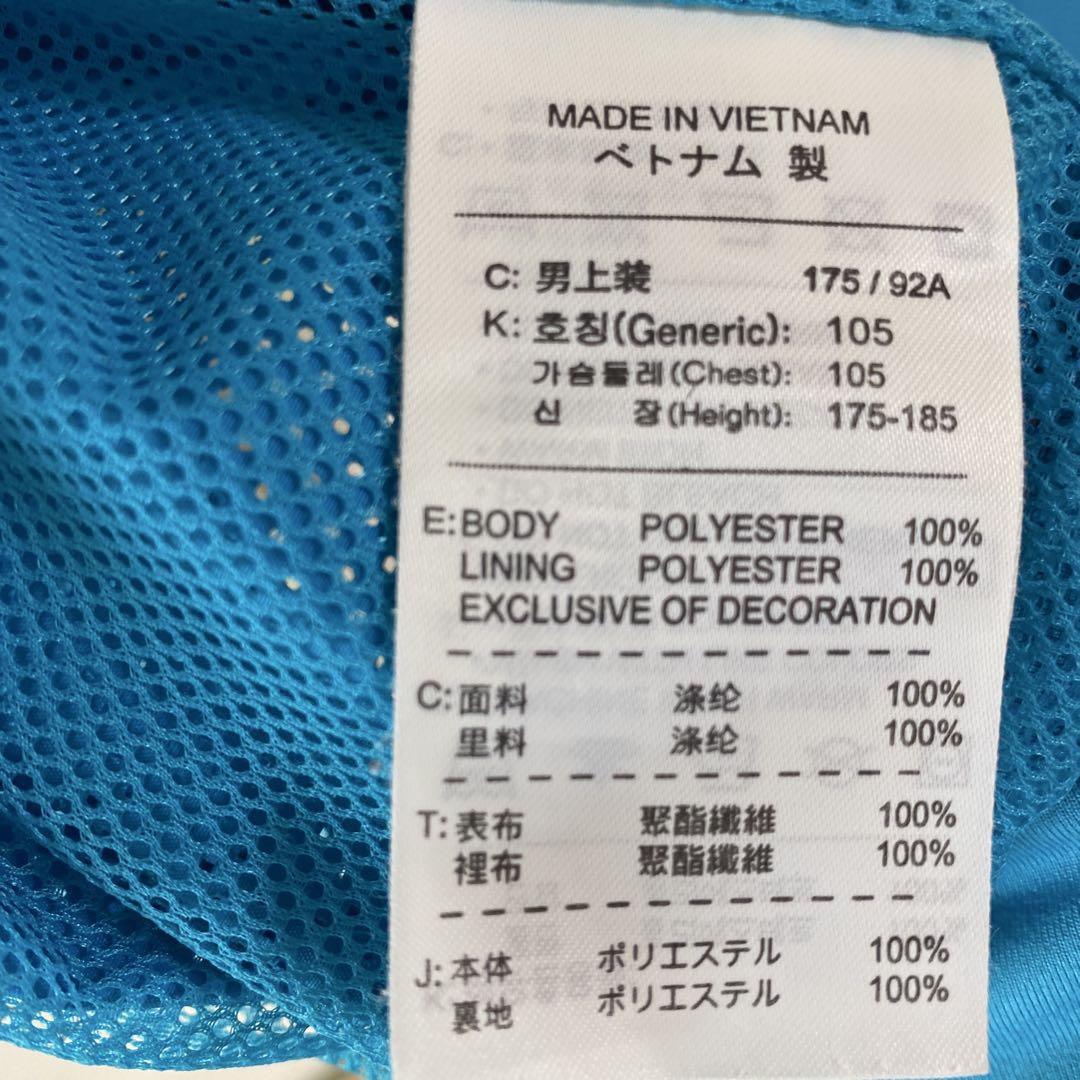 MADE IN VIETNAM
ベトナム 製
C: 男上装 175 / 92A
K: 호칭(Generic): 105
가슴둘레(Chest): 105
신 장(Height): 175-185
E: BODY POLYESTER 100%
LINING POLYESTER 100%
EXCLUSIVE OF DECORATION
C: 面料 涤纶 100%
里料 涤纶 100%
T: 表布 聚酯纖維 100%
裡布 聚酯纖維 100%
J: 本体 ポリエステル 100%
裏地 ポリエステル 100%